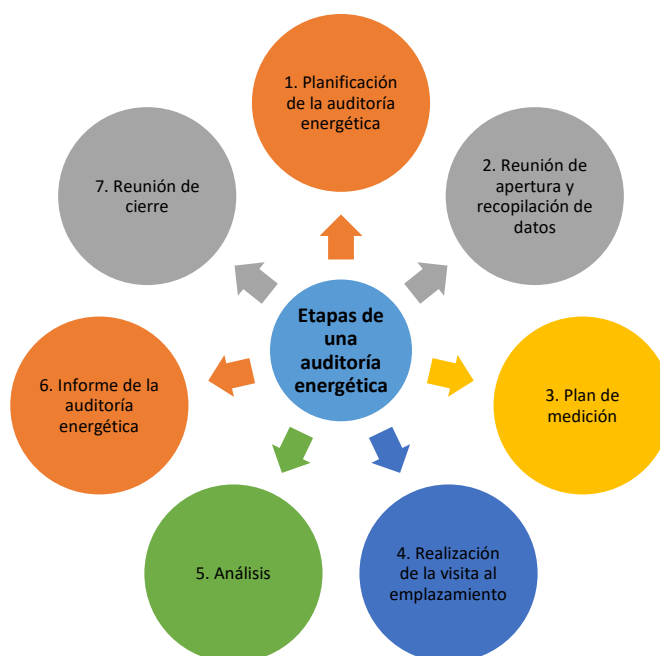 1. Planificación
de la auditoría
energética
2. Reunión de
apertura y
recopilación de
datos
3. Plan de
medición
4. Realización
de la visita al
emplazamiento
5. Análisis
6. Informe de la
auditoría
energética
7. Reunión de
cierre
Etapas de
una
auditoría
energética